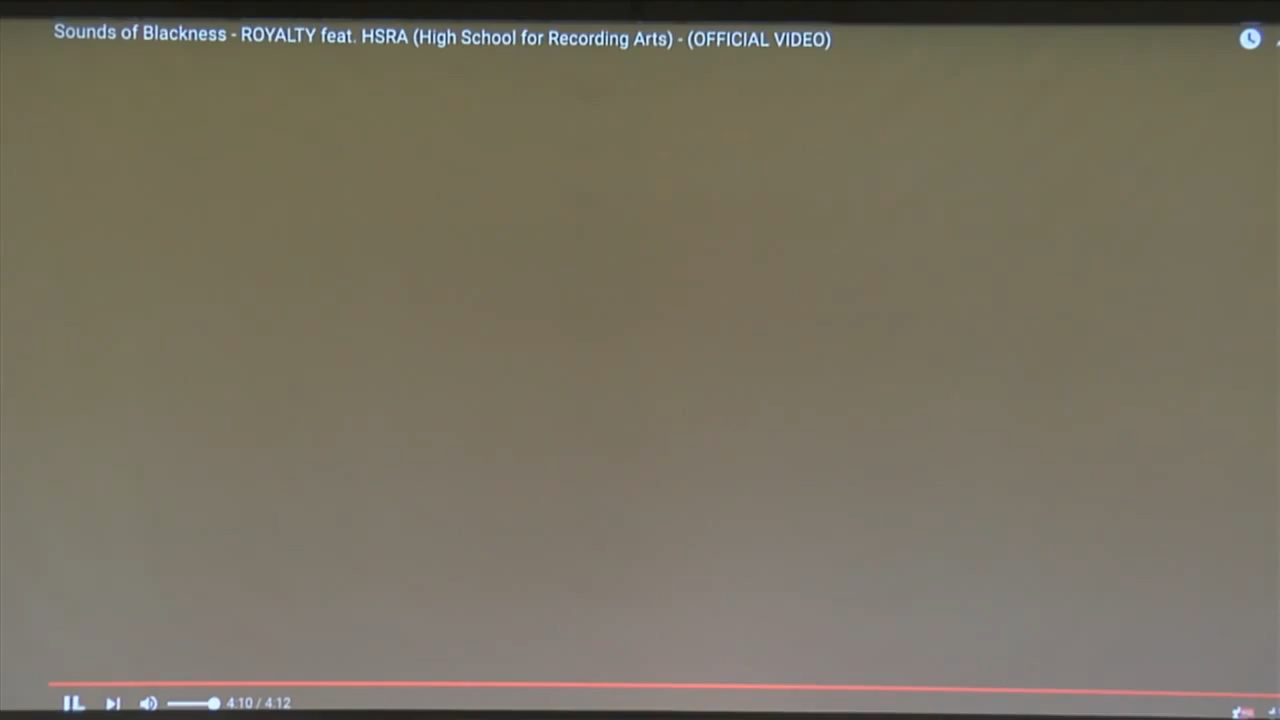 Sounds of Blackness - ROYALTY feat. HSRA (High School for Recording Arts) - (OFFICIAL VIDEO)
4:10 / 4:12